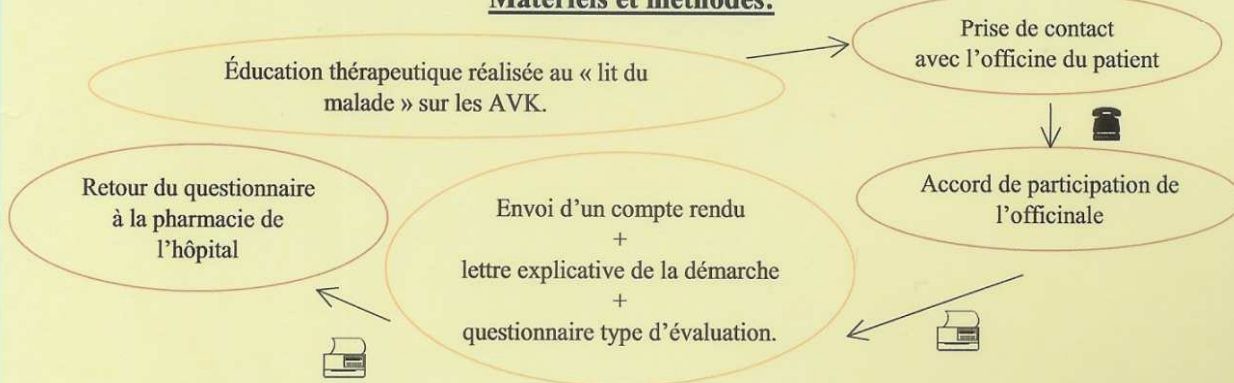 Matériels et méthodes:
Éducation thérapeutique réalisée au « lit du
malade » sur les AVK.
Prise de contact
avec l'officine du patient
Accord de participation de
l'officinale
Envoi d'un compte rendu
+
lettre explicative de la démarche
+
questionnaire type d'évaluation.
Retour du questionnaire
à la pharmacie de
l'hôpital